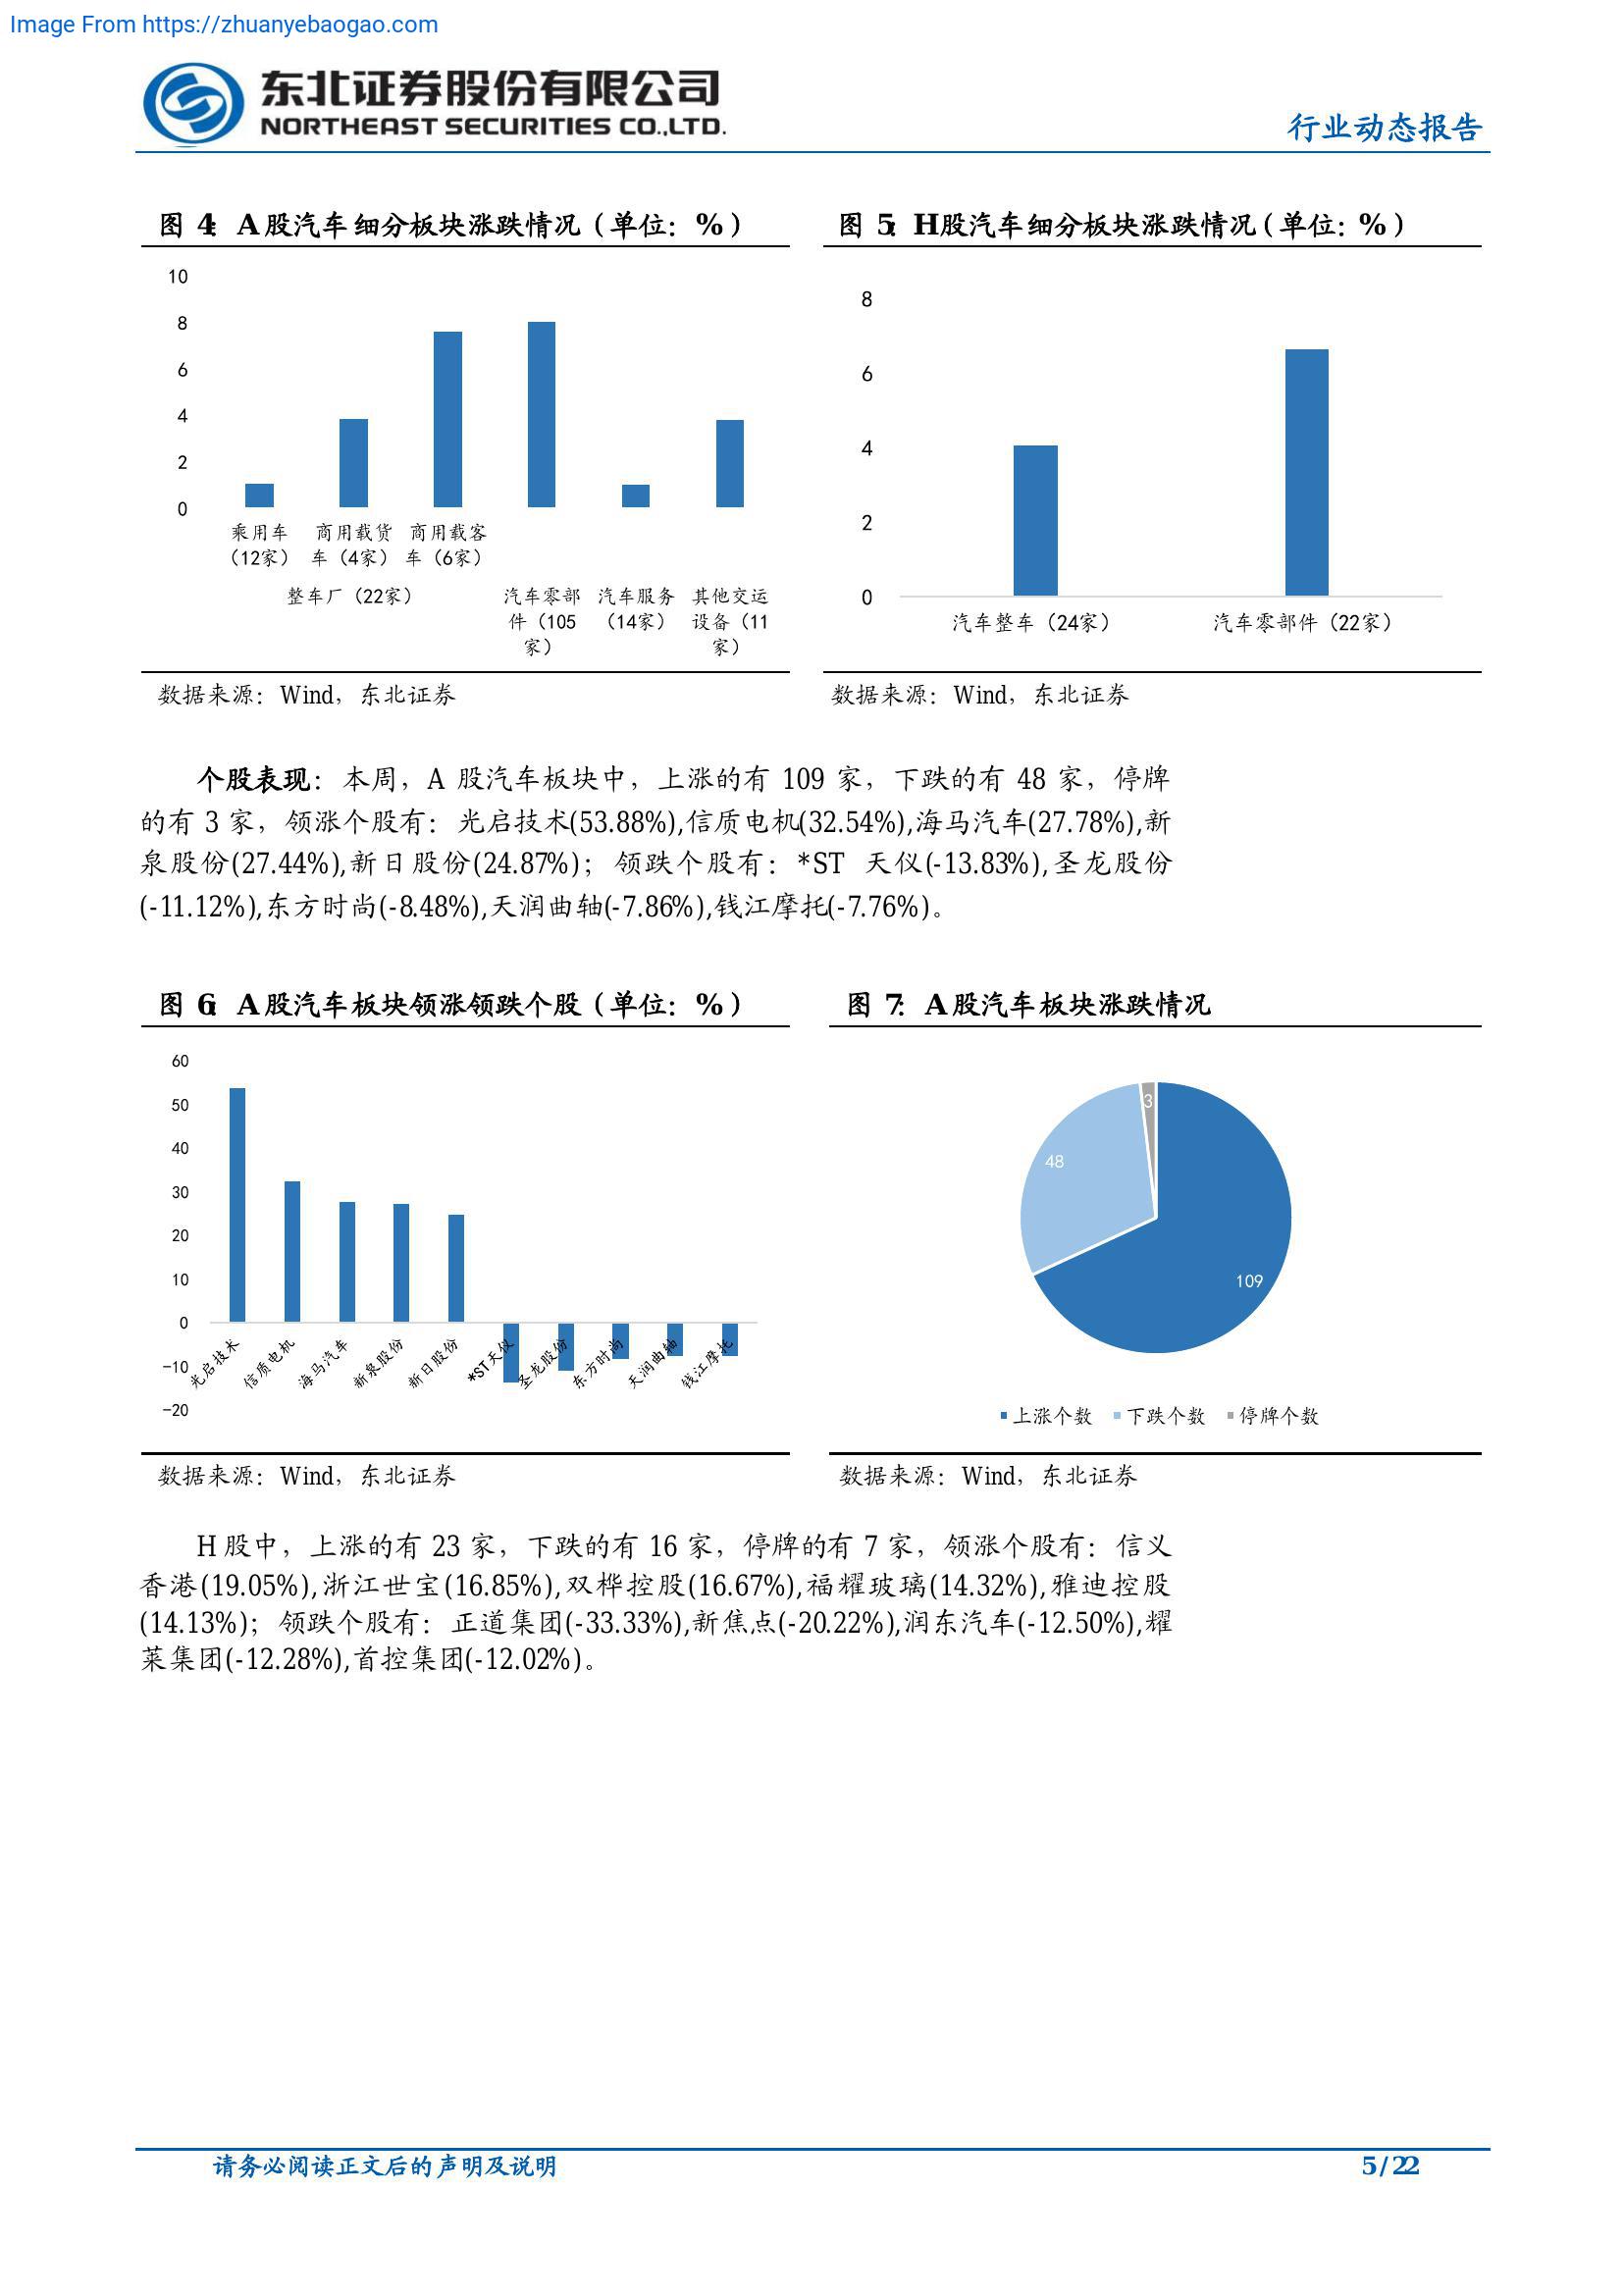 Image From https://zhuanyebaogao.com
东北证券股份有限公司
NORTHEAST SECURITIES CO.,LTD.
行业动态报告
图 4：A 股汽车细分板块涨跌情况（单位：%）
10
8
6
4
2
0
乘用车（12家）
商用载货车（4家）
商用载客车（6家）
整车厂（22家）
汽车零部件（105家）
汽车服务（14家）
其他交运设备（11家）
数据来源：Wind，东北证券
图 5：H股汽车细分板块涨跌情况（单位：%）
8
6
4
2
0
汽车整车（24家）
汽车零部件（22家）
数据来源：Wind，东北证券
个股表现：本周，A 股汽车板块中，上涨的有 109 家，下跌的有 48 家，停牌
的有 3 家，领涨个股有：光启技术(53.88%),信质电机(32.54%),海马汽车(27.78%),新
泉股份(27.44%),新日股份(24.87%)；领跌个股有：*ST 天仪(-13.83%),圣龙股份
(-11.12%),东方时尚(-8.48%),天润曲轴(-7.86%),钱江摩托(-7.76%)。
图 6：A 股汽车板块领涨领跌个股（单位：%）
60
50
40
30
20
10
0
-10
-20
光启技术
信质电机
海马汽车
新泉股份
新日股份
*ST天仪
圣龙股份
东方时尚
天润曲轴
钱江摩托
数据来源：Wind，东北证券
图 7：A 股汽车板块涨跌情况
3
48
109
上涨个数 下跌个数 停牌个数
数据来源：Wind，东北证券
H 股中，上涨的有 23 家，下跌的有 16 家，停牌的有 7 家，领涨个股有：信义
香港(19.05%),浙江世宝(16.85%),双桦控股(16.67%),福耀玻璃(14.32%),雅迪控股
(14.13%)；领跌个股有：正道集团(-33.33%),新焦点(-20.22%),润东汽车(-12.50%),耀
莱集团(-12.28%),首控集团(-12.02%)。
请务必阅读正文后的声明及说明
5/22